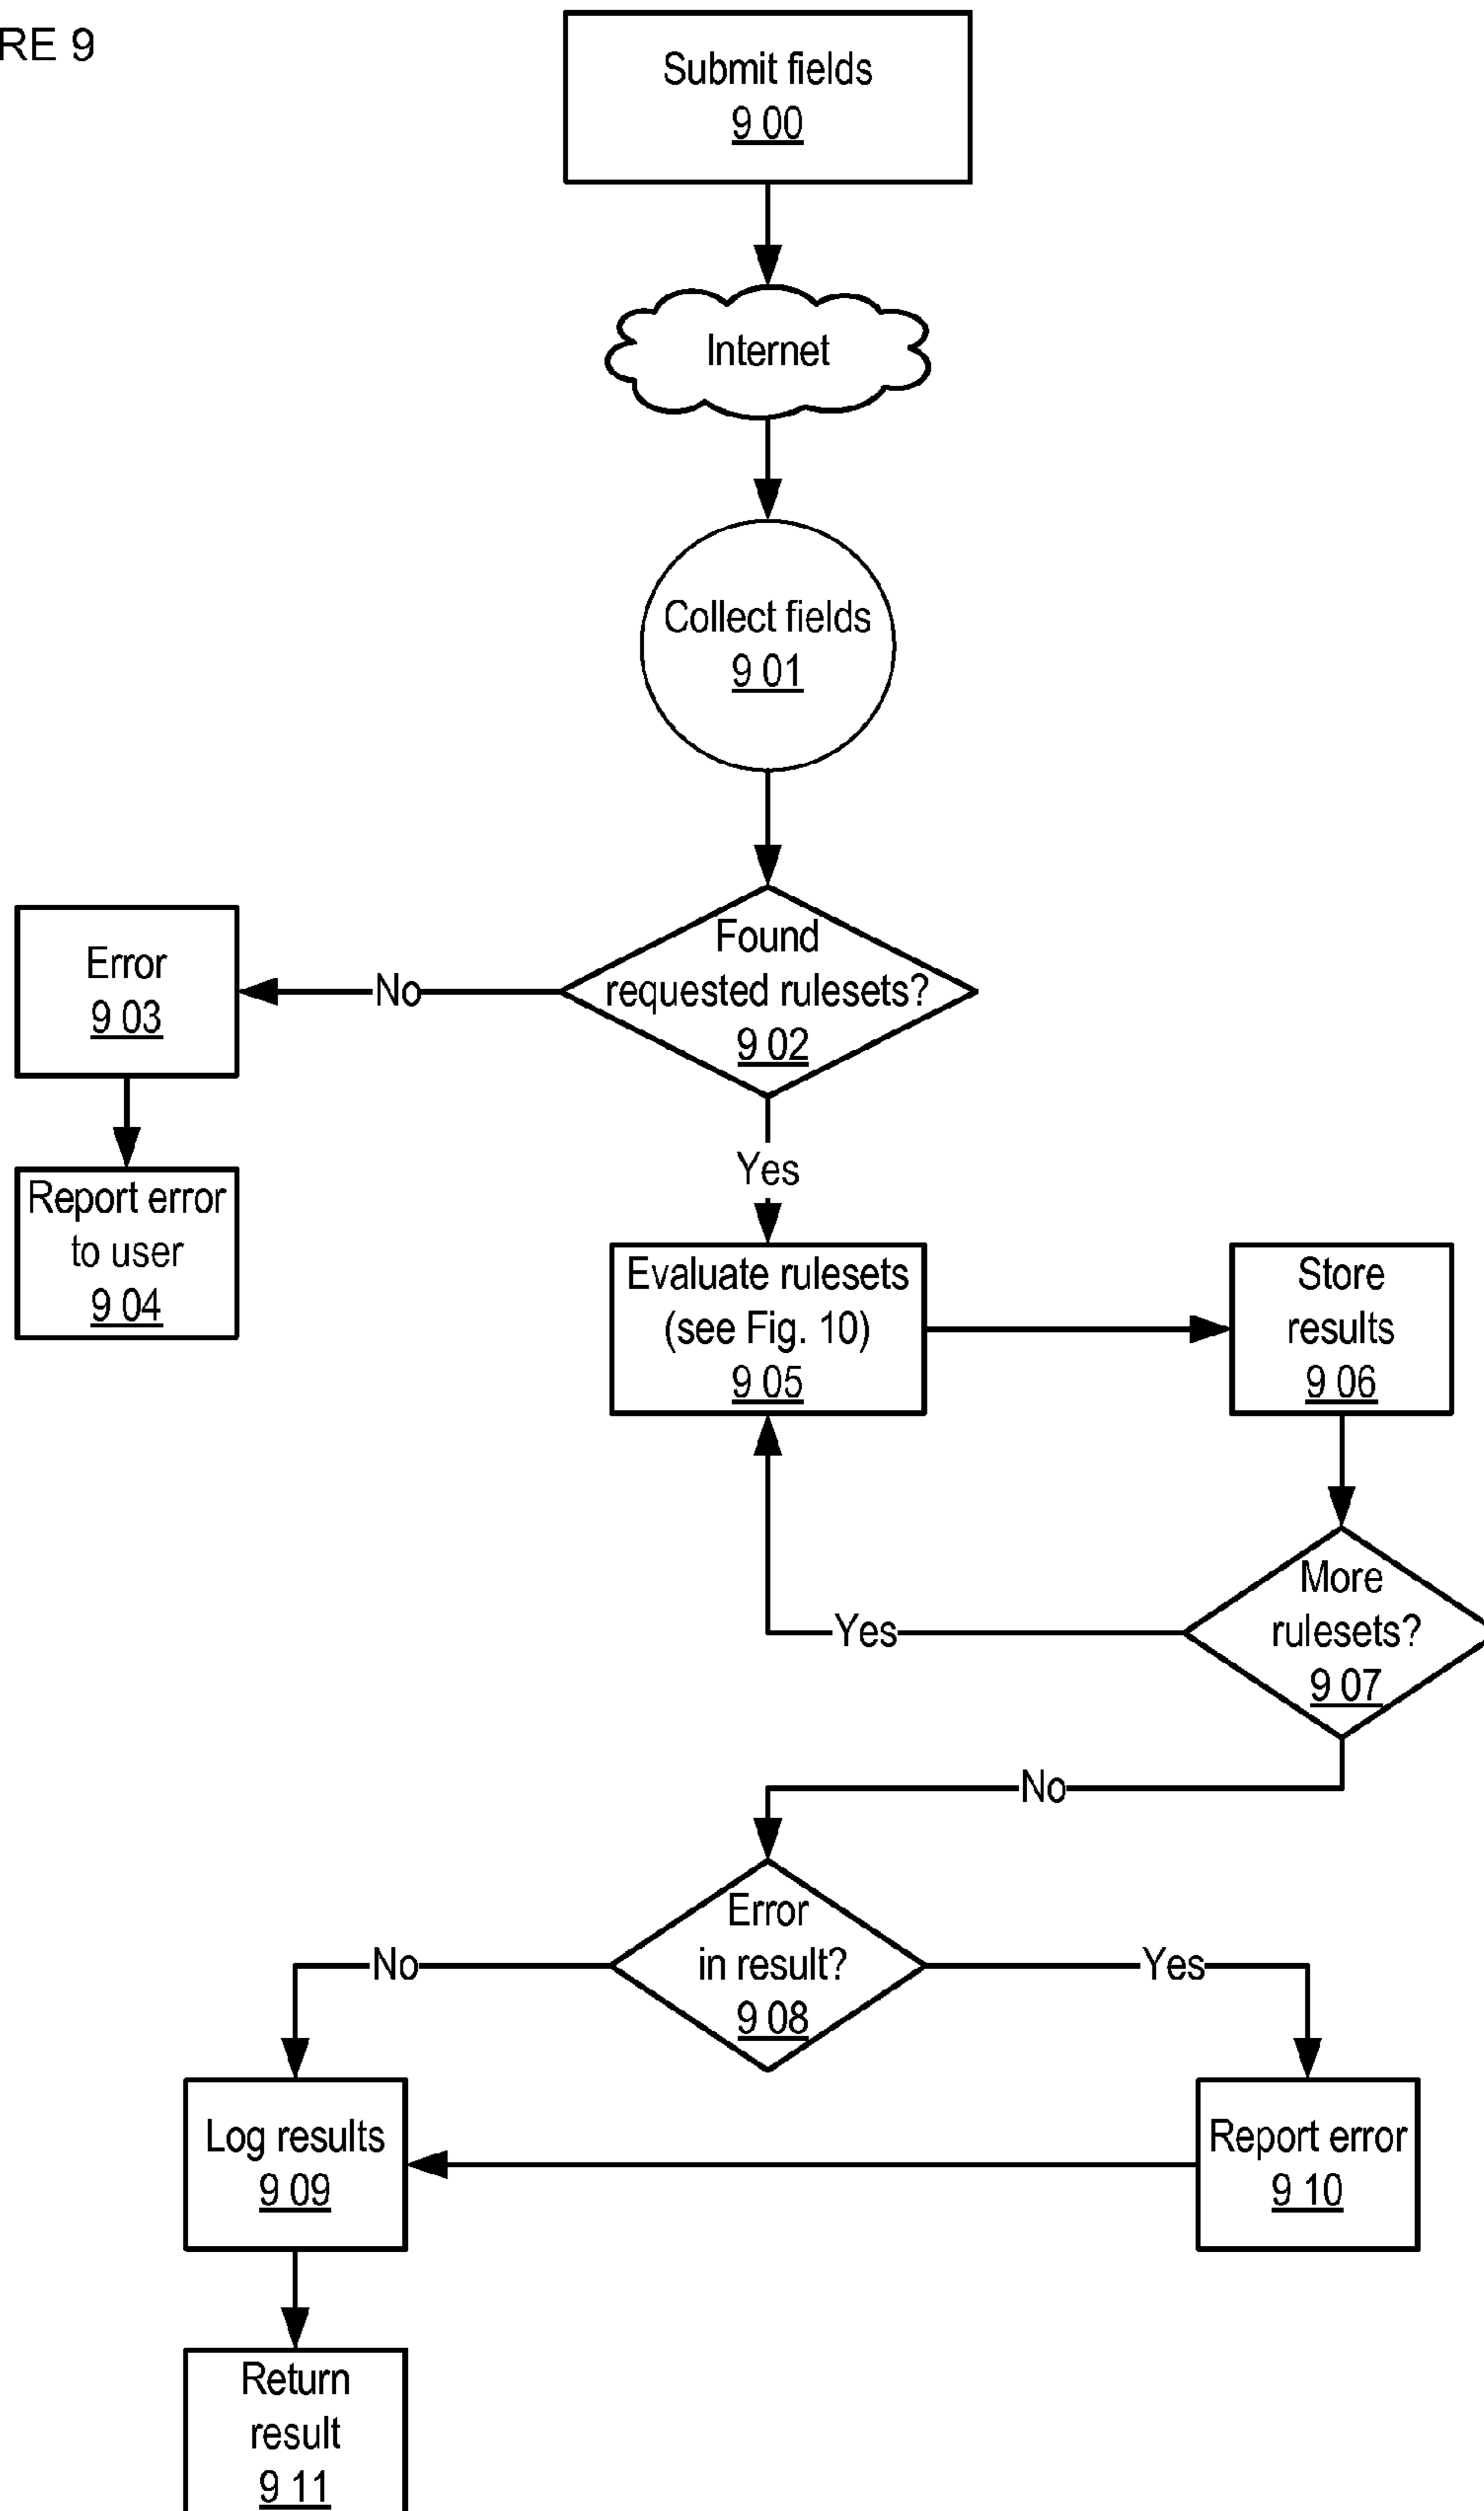 RE 9
Submit fields
9 00
Internet
Collect fields
9 01
Found
requested rulesets?
9 02
No
Error
9 03
Report error
to user
9 04
Yes
Evaluate rulesets
(see Fig. 10)
9 05
Store
results
9 06
More
rulesets?
9 07
Yes
No
Error
in result?
9 08
No
Yes
Log results
9 09
Report error
9 10
Return
result
9 11